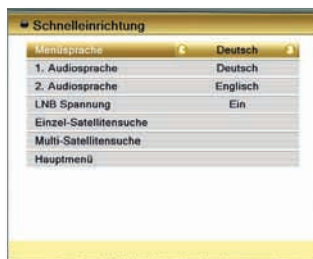 Schnelleinrichtung
Menüsprache Deutsch
1. Audiosprache Deutsch
2. Audiosprache Englisch
LNB Spannung Ein
Einzel-Satellitensuche
Multi-Satellitensuche
Hauptmenü